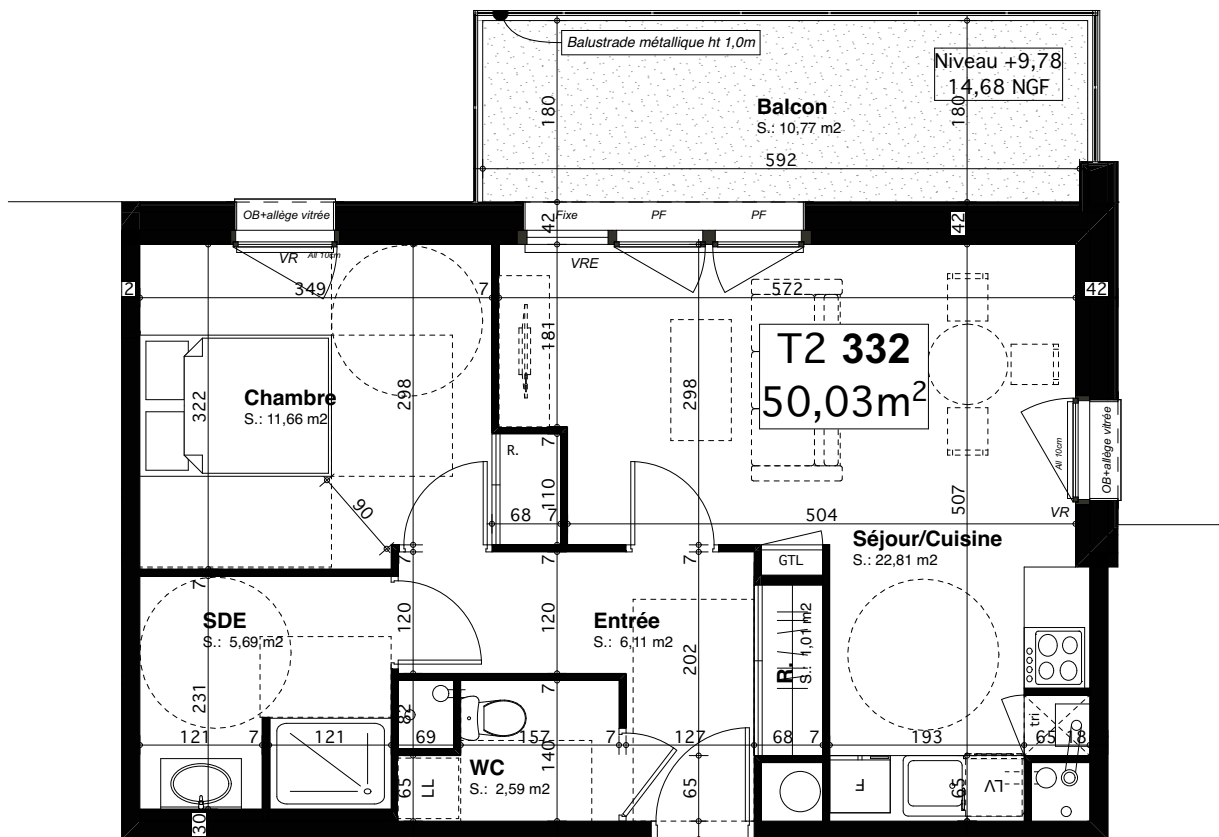 Balustrade métallique ht 1,0m
Niveau +9,78
14,68 NGF
180
180
Balcon
S.: 10,77 m2
592
OB+allège vitrée
Fixe
PF
PF
42
42
VR
All 10cm
VRE
2
349
7
572
42
181
T2 332
50,03m2
298
298
322
Chambre
S.: 11,66 m2
7
R.
110
90
68
7
504
507
All 10cm
OB+allège vitrée
VR
Séjour/Cuisine
S.: 22,81 m2
GTL
7
7
7
SDE
S.: 5,69 m2
120
120
Entrée
S.: 6,11 m2
202
R.
S.: 1,01 m2
231
7
82
tri
121
7
121
69
157
7
127
68
7
193
65
18
140
WC
S.: 2,59 m2
65
LL
65
F
65
LV
30